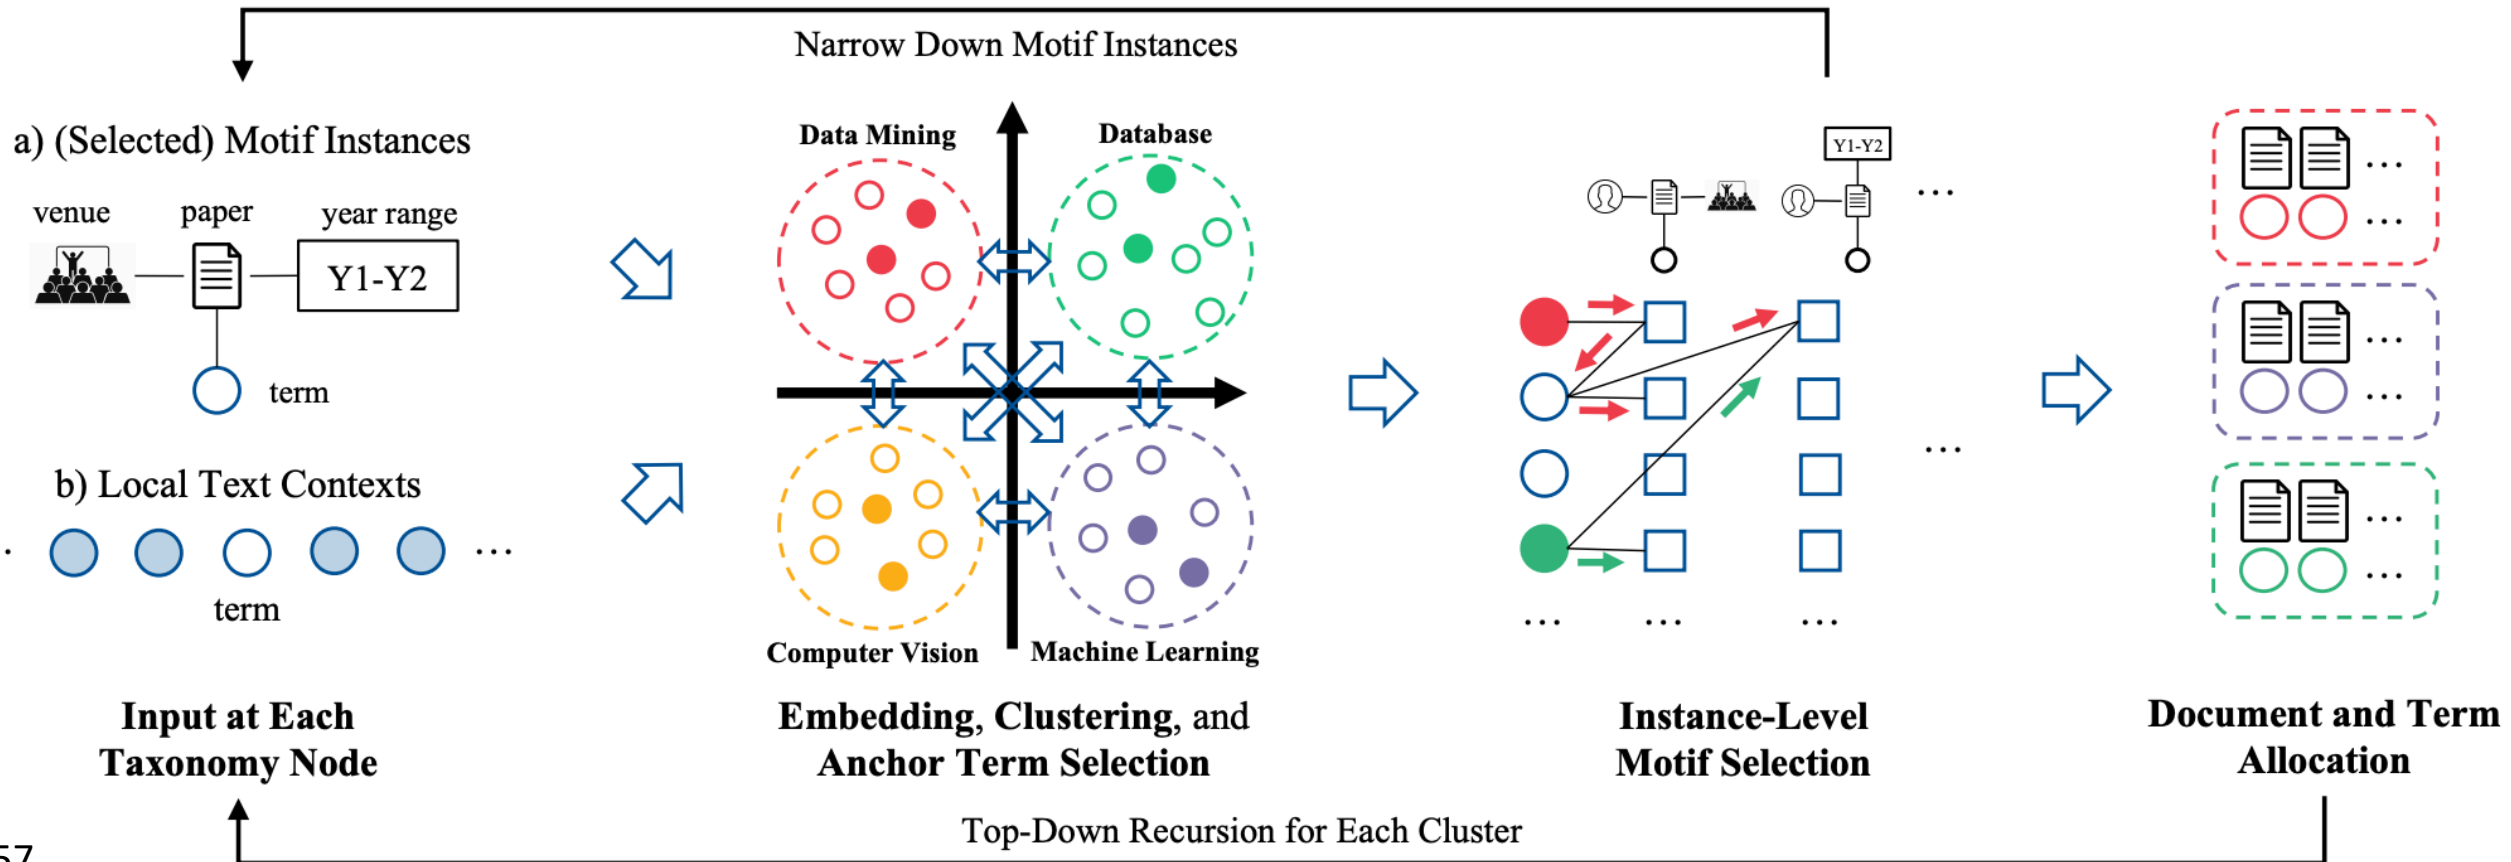 Narrow Down Motif Instances
a) (Selected) Motif Instances
venue
paper
year range
Y1-Y2
term
b) Local Text Contexts
...
term
Input at Each
Taxonomy Node
Data Mining
Database
Computer Vision
Machine Learning
Embedding, Clustering, and
Anchor Term Selection
Y1-Y2
...
...
... ... ...
Instance-Level
Motif Selection
...
...
...
...
...
...
Document and Term
Allocation
Top-Down Recursion for Each Cluster
57